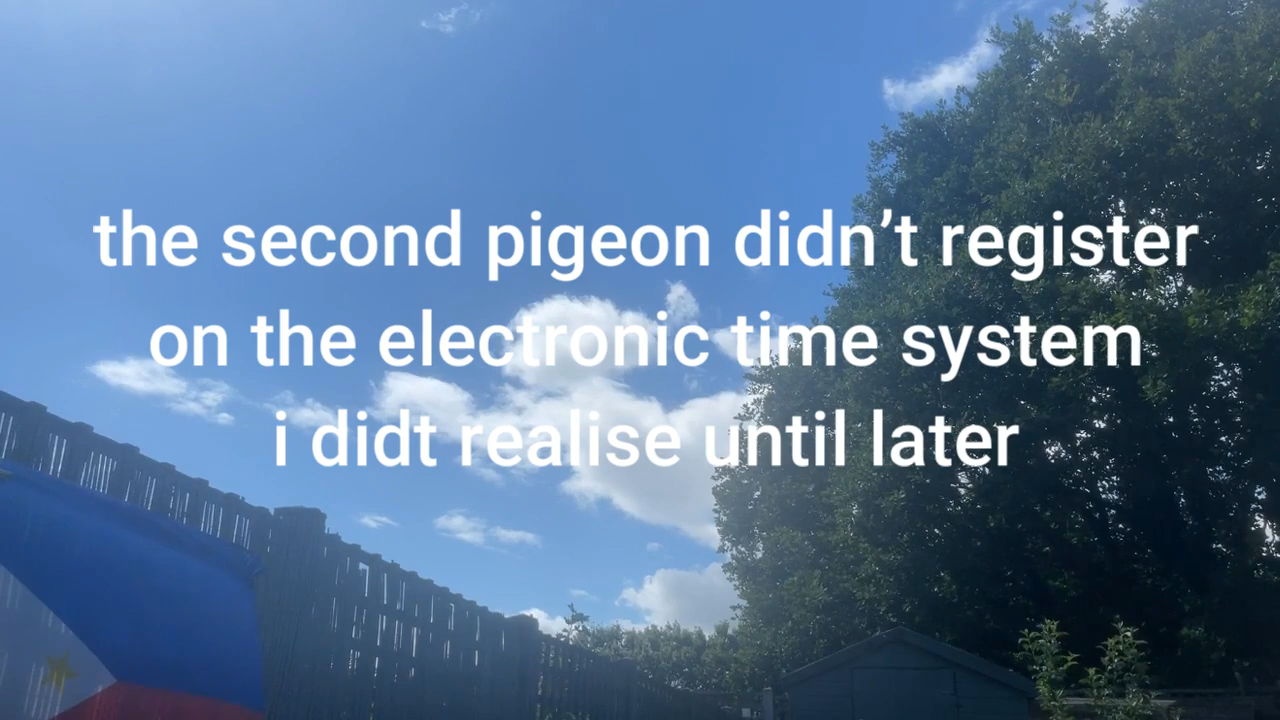 the second pigeon didn’t register
on the electronic time system
i didt realise until later